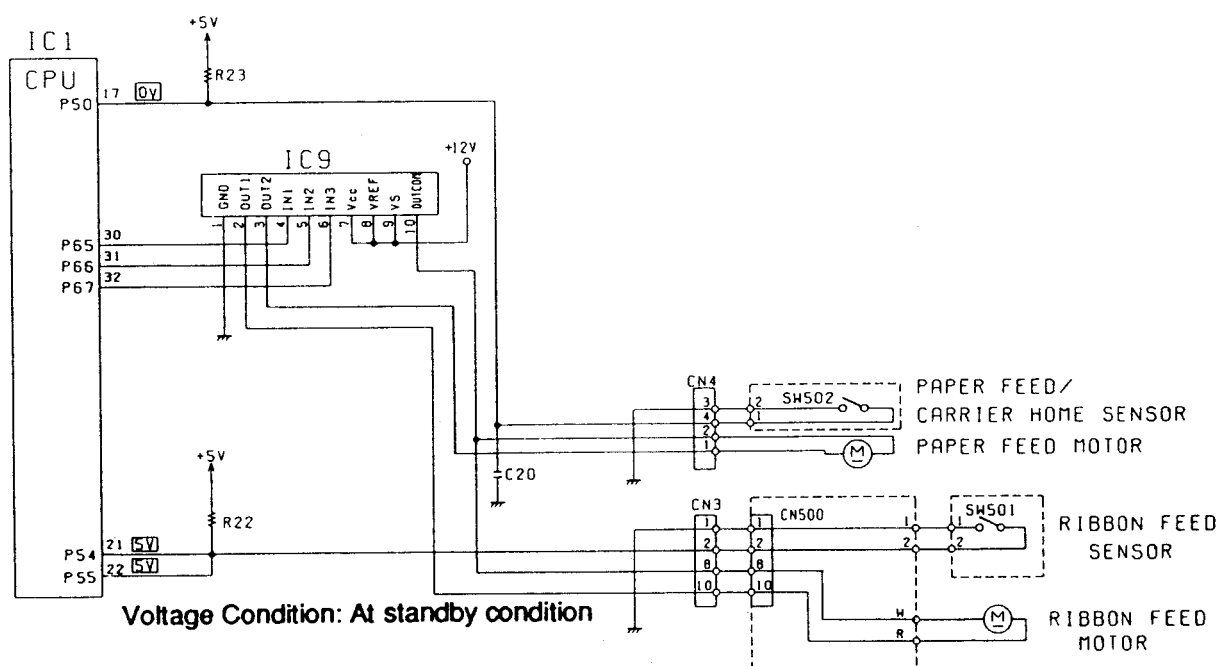 IC1
CPU
+5V
R23
P50
17
0V
IC9
+12V
GND
OUT1
OUT2
IN1
IN2
IN3
Vcc
VREF
VS
OUTCOM
1
2
3
4
5
6
7
8
9
10
P65
30
P66
31
P67
32
CN4
3
4
2
1
2
1
SW502
PAPER FEED/
CARRIER HOME SENSOR
PAPER FEED MOTOR
M
C20
+5V
R22
P54
21
5V
P55
22
5V
CN3
1
2
8
10
CN500
1
2
8
10
1
2
1
2
SW501
RIBBON FEED
SENSOR
W
R
M
RIBBON FEED
MOTOR
Voltage Condition: At standby condition